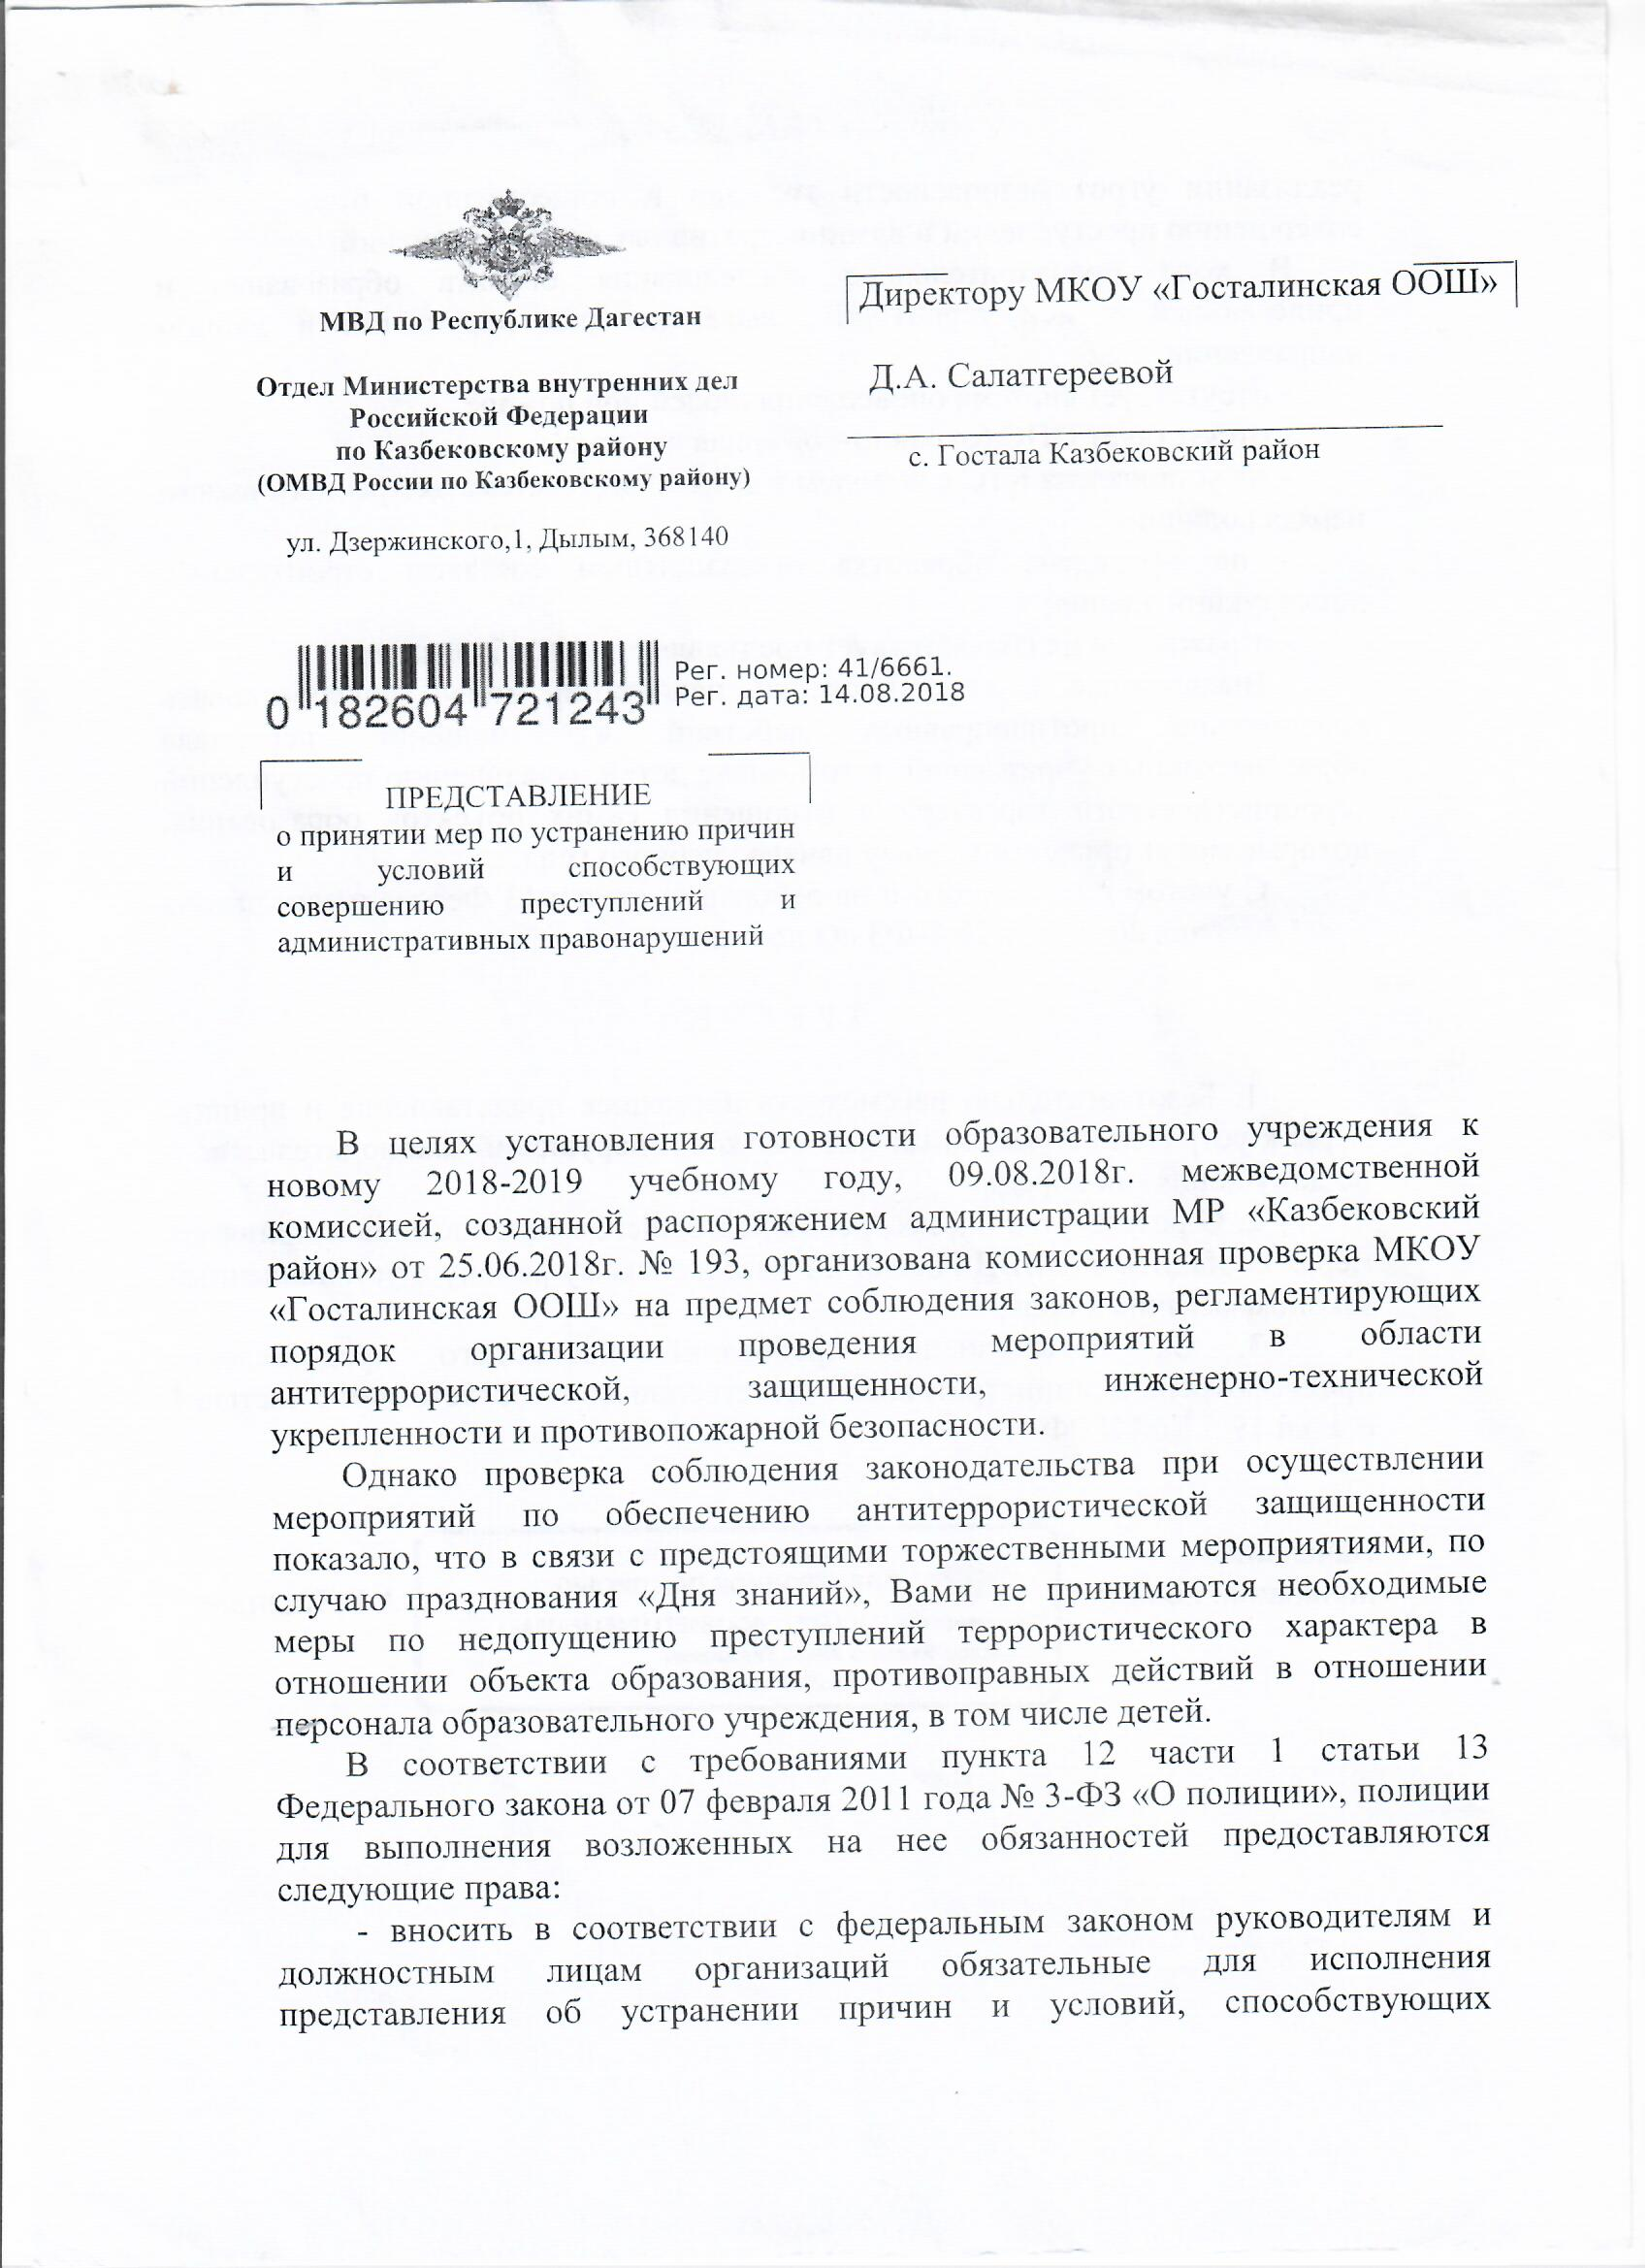 МВД по Республике Дагестан
Отдел Министерства внутренних дел
Российской Федерации
по Казбековскому району
(ОМВД России по Казбековскому району)
ул. Дзержинского,1, Дылым, 368140
Директору МКОУ «Госталинская ООШ»
Д.А. Салатгереевой
с. Гостала Казбековский район
0 182604 721243
Рег. номер: 41/6661.
Рег. дата: 14.08.2018
ПРЕДСТАВЛЕНИЕ
о принятии мер по устранению причин
и условий способствующих
совершению преступлений и
административных правонарушений
В целях установления готовности образовательного учреждения к
новому 2018-2019 учебному году, 09.08.2018г. межведомственной
комиссией, созданной распоряжением администрации МР «Казбековский
район» от 25.06.2018г. № 193, организована комиссионная проверка МКОУ
«Госталинская ООШ» на предмет соблюдения законов, регламентирующих
порядок организации проведения мероприятий в области
антитеррористической, защищенности, инженерно-технической
укрепленности и противопожарной безопасности.
Однако проверка соблюдения законодательства при осуществлении
мероприятий по обеспечению антитеррористической защищенности
показало, что в связи с предстоящими торжественными мероприятиями, по
случаю празднования «Дня знаний», Вами не принимаются необходимые
меры по недопущению преступлений террористического характера в
отношении объекта образования, противоправных действий в отношении
персонала образовательного учреждения, в том числе детей.
В соответствии с требованиями пункта 12 части 1 статьи 13
Федерального закона от 07 февраля 2011 года № 3-ФЗ «О полиции», полиции
для выполнения возложенных на нее обязанностей предоставляются
следующие права:
- вносить в соответствии с федеральным законом руководителям и
должностным лицам организаций обязательные для исполнения
представления об устранении причин и условий, способствующих